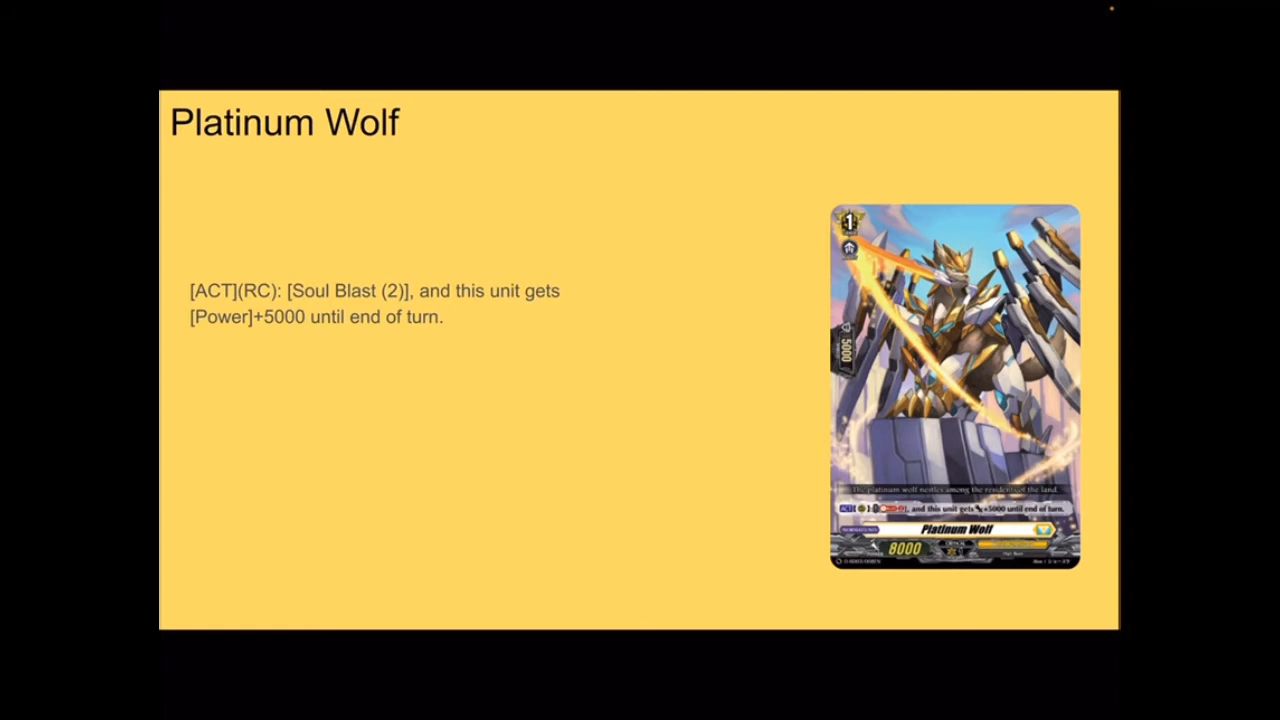 Platinum Wolf
[ACT](RC): [Soul Blast (2)], and this unit gets
[Power]+5000 until end of turn.
1
5000
The platinum wolf nestles among the residents of the land.
ACT , and this unit gets +5000 until end of turn.
Platinum Wolf
8000